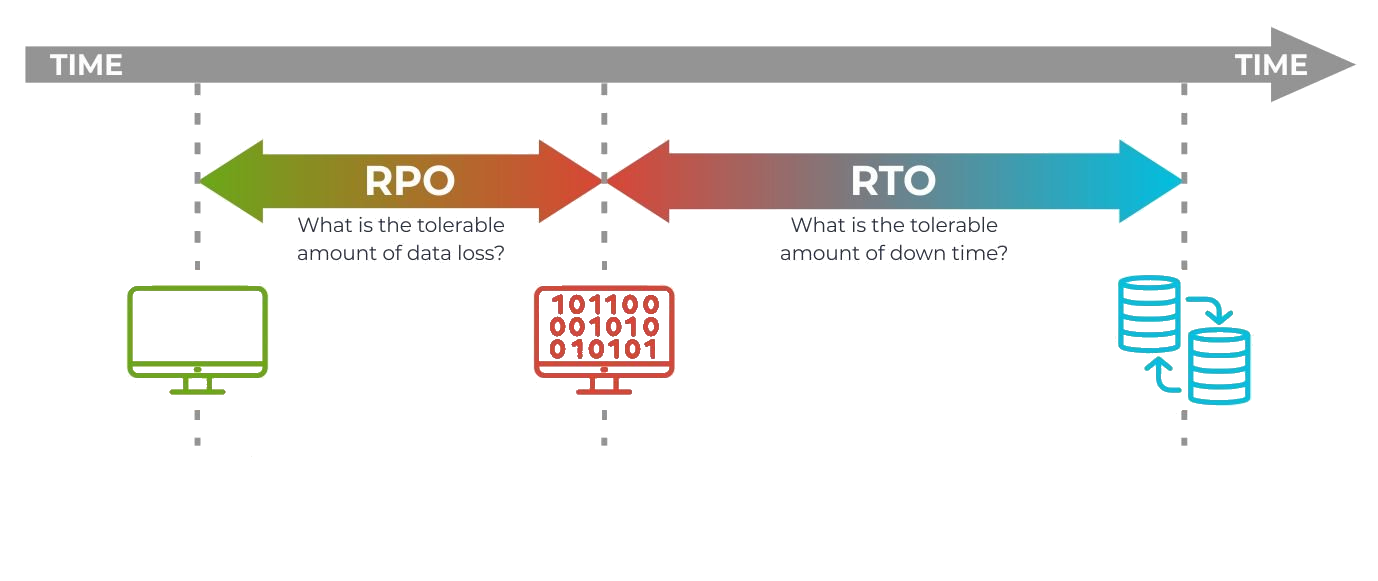 TIME
TIME
RPO
RTO
What is the tolerable
amount of data loss?
What is the tolerable
amount of down time?
101100
001010
010101